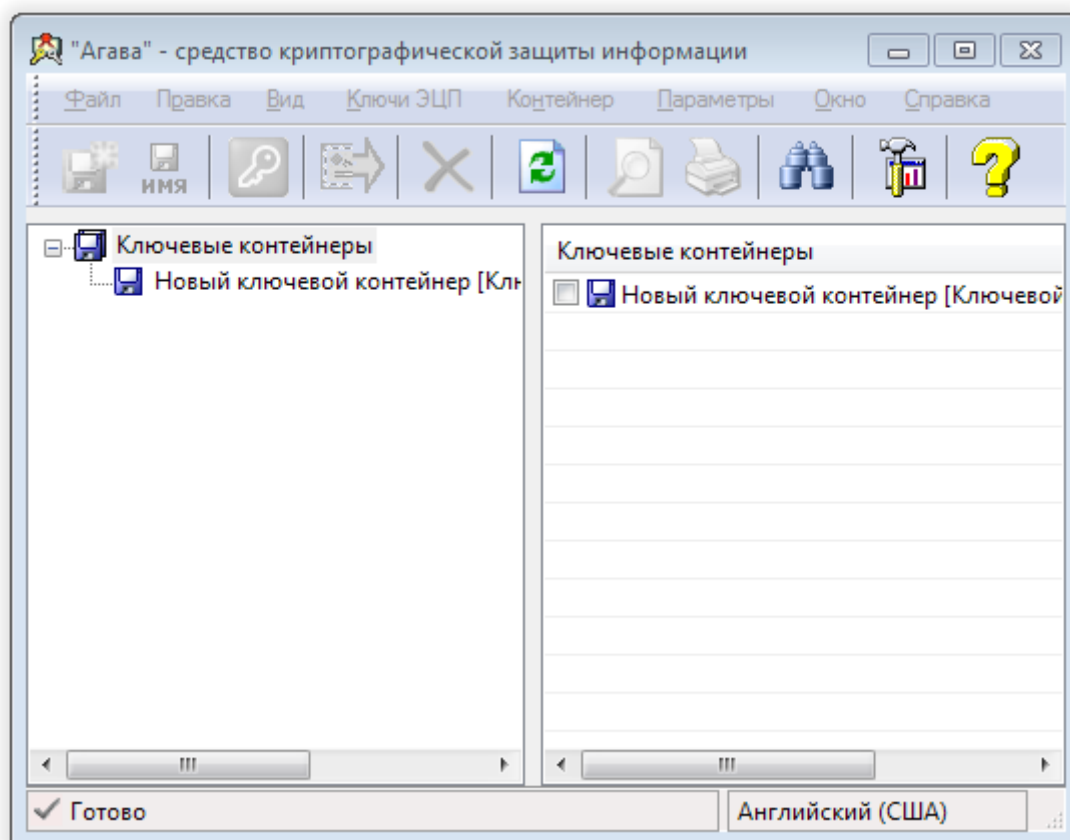 "Агава" - средство криптографической защиты информации
Файл Правка Вид Ключи ЭЦП Контейнер Параметры Окно Справка
имя
Ключевые контейнеры
Новый ключевой контейнер [Клю
Ключевые контейнеры
Новый ключевой контейнер [Ключевой
Готово
Английский (США)